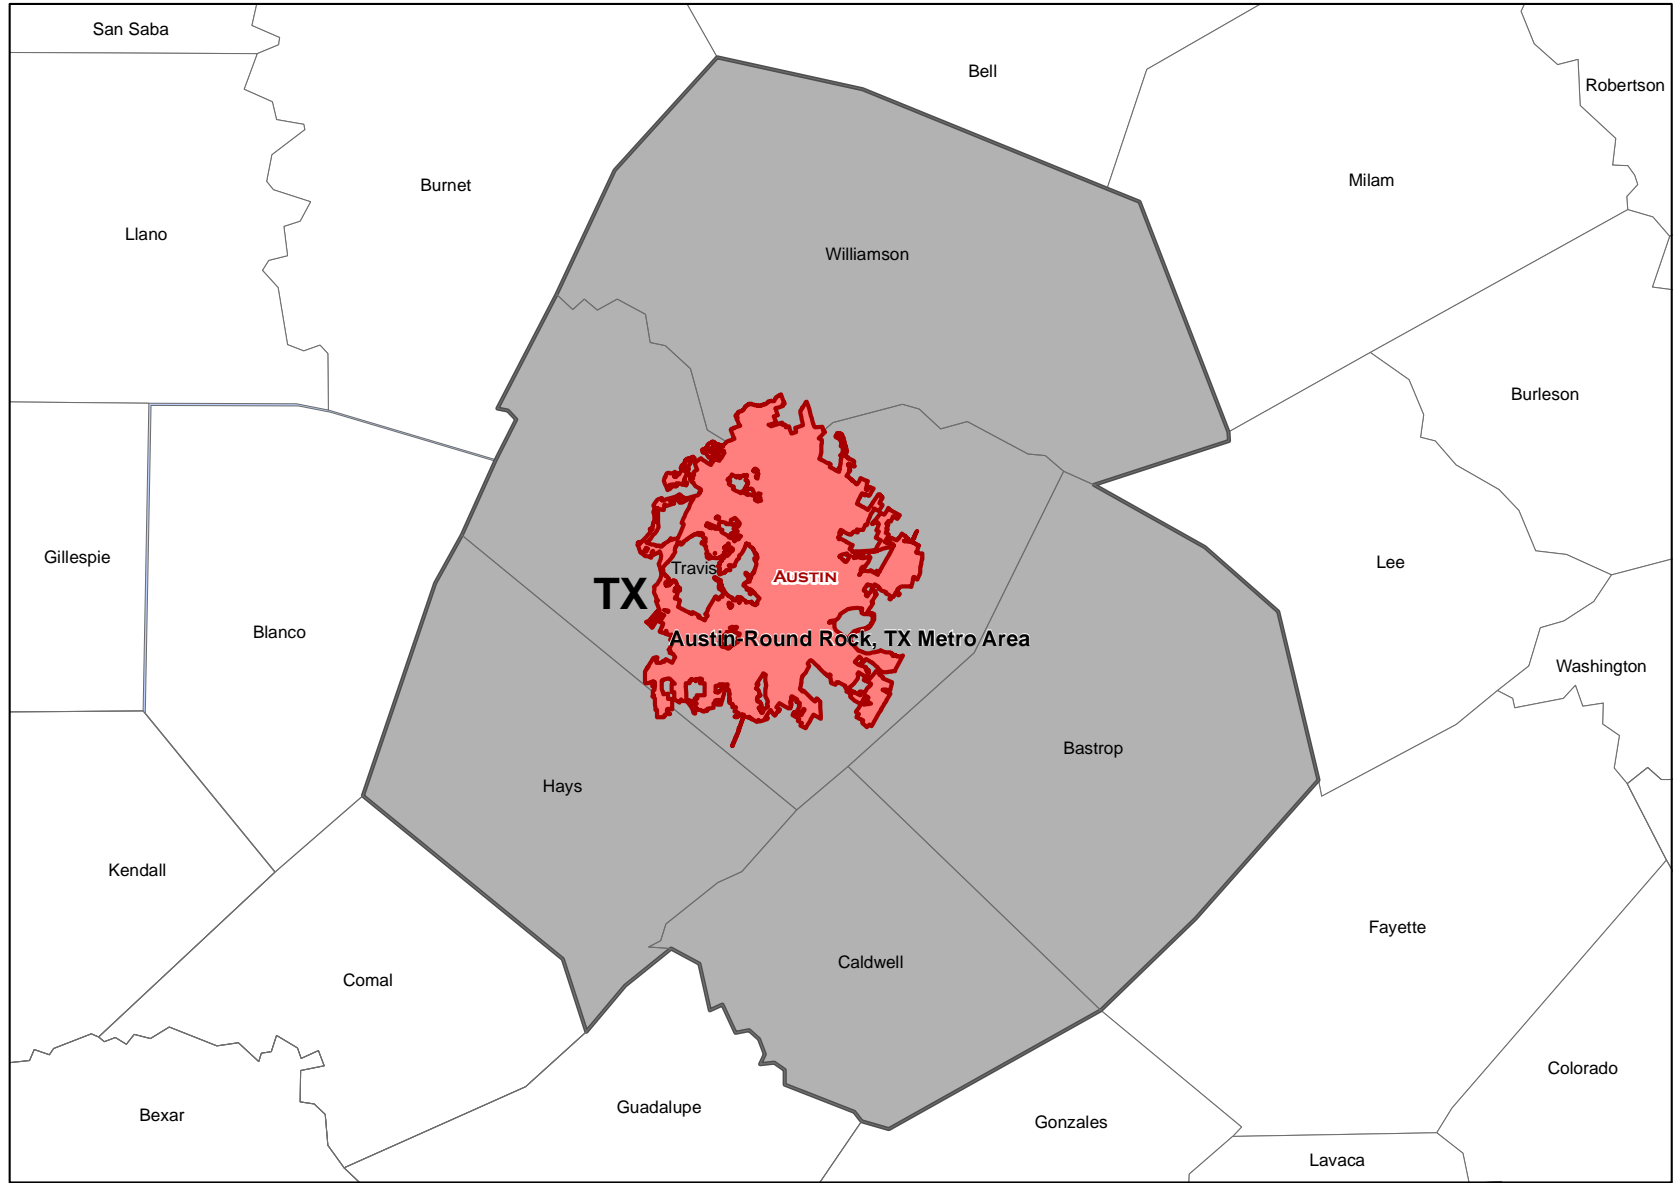 San Saba
Bell
Robertson
Burnet
Milam
Llano
Williamson
Burleson
Gillespie
Lee
Travis
AUSTIN
TX
Blanco
Austin-Round Rock, TX Metro Area
Washington
Bastrop
Hays
Kendall
Fayette
Caldwell
Comal
Colorado
Guadalupe
Bexar
Gonzales
Lavaca